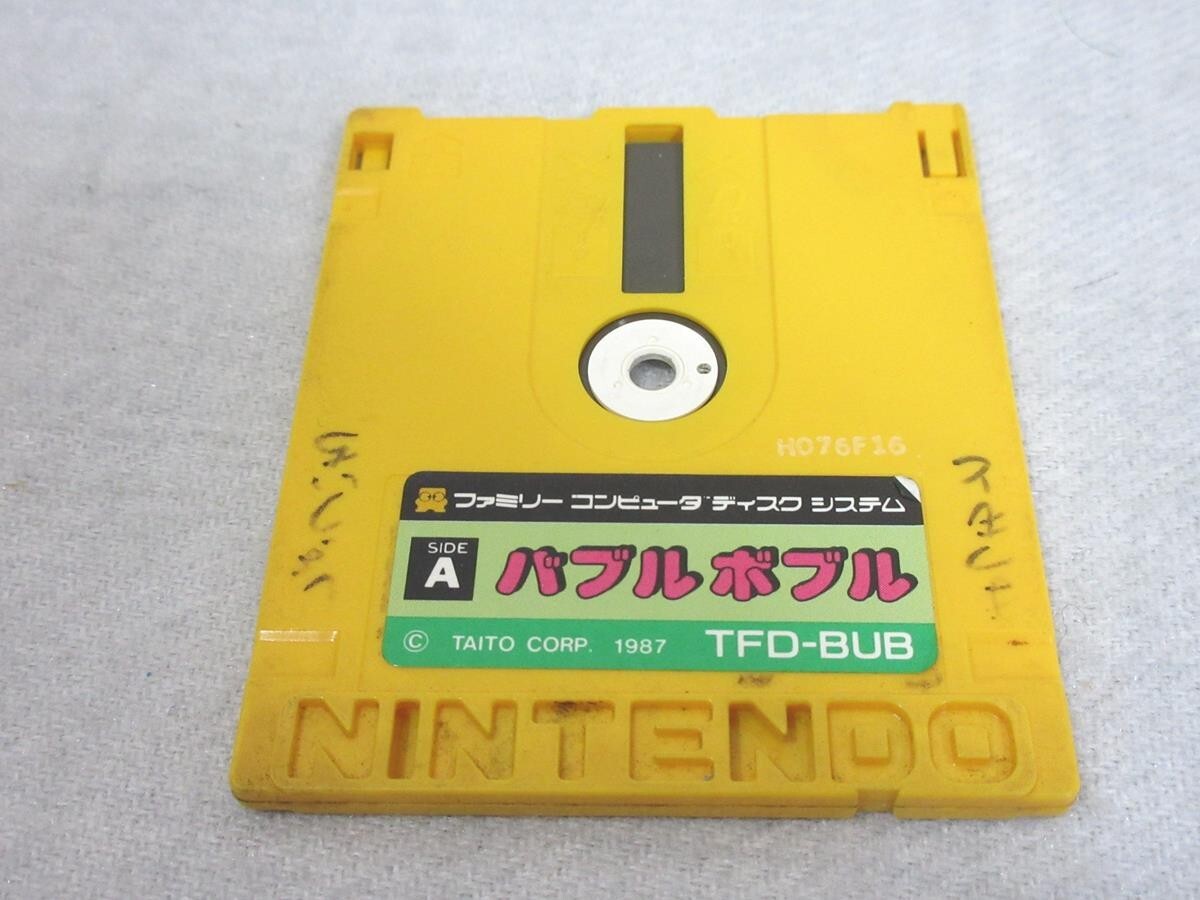 H076F16
ファミリー コンピュータ ディスク システム
SIDE
A
バブル ボブル
© TAITO CORP. 1987 TFD-BUB
NINTENDO